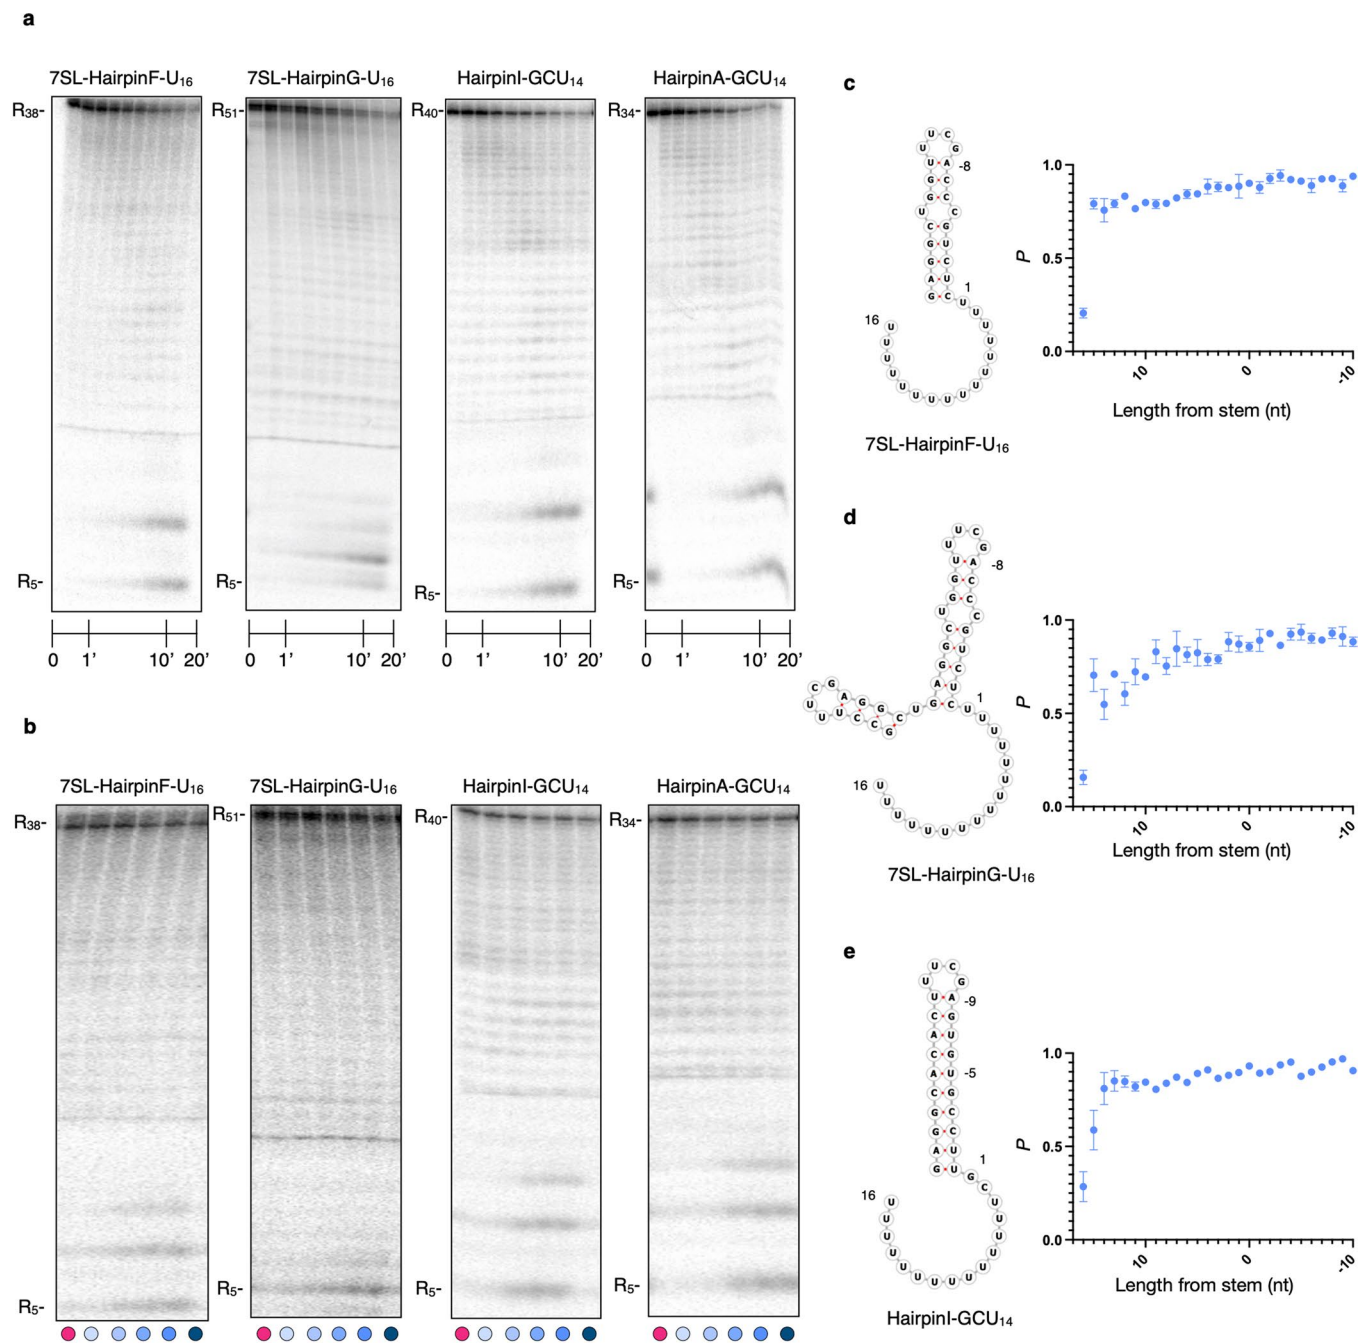 a
7SL-HairpinF-U16
7SL-HairpinG-U16
HairpinI-GCU14
HairpinA-GCU14
R38-
R51-
R40-
R34-
R5-
R5-
R5-
R5-
0 1’ 10’ 20’
0 1’ 10’ 20’
0 1’ 10’ 20’
0 1’ 10’ 20’
b
7SL-HairpinF-U16
7SL-HairpinG-U16
HairpinI-GCU14
HairpinA-GCU14
R38-
R51-
R40-
R34-
R5-
R5-
R5-
R5-
c
-8
1
16
7SL-HairpinF-U16
1.0
0.5
0.0
P
10 0 -10
Length from stem (nt)
d
-8
1
16
7SL-HairpinG-U16
1.0
0.5
0.0
P
10 0 -10
Length from stem (nt)
e
-9
-5
1
16
HairpinI-GCU14
1.0
0.5
0.0
P
10 0 -10
Length from stem (nt)